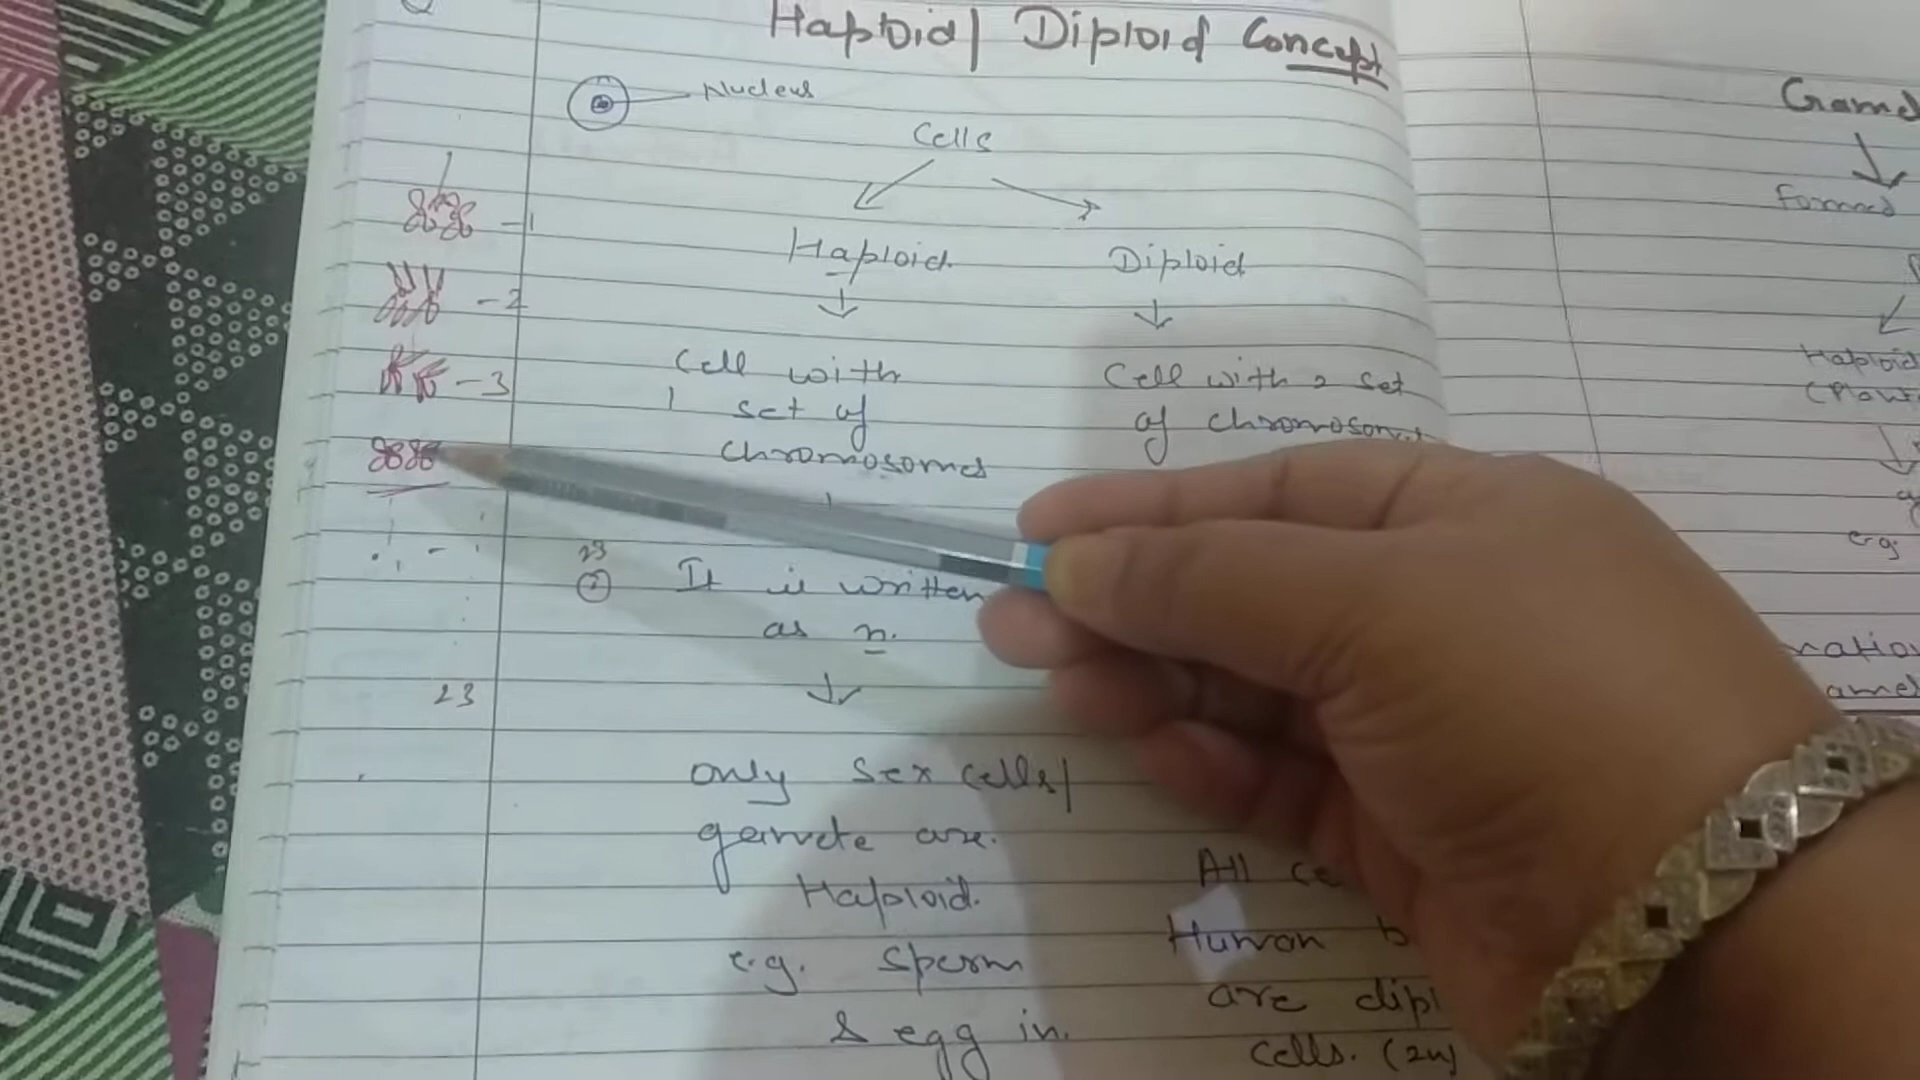 Haploid/ Diploid Concept
Nucleus
Cells
-1
-2
-3
Haploid
Cell with
1 set of
chromosomes
23
It is written
as n.
23
only sex cells/
gamete are
Haploid.
e.g. sperm
& egg in
Diploid
Cell with 2 set
of chromosomes
All ce
Human b
are dipl
cells. (2n)
Game
Formed
Haploid
e.g.